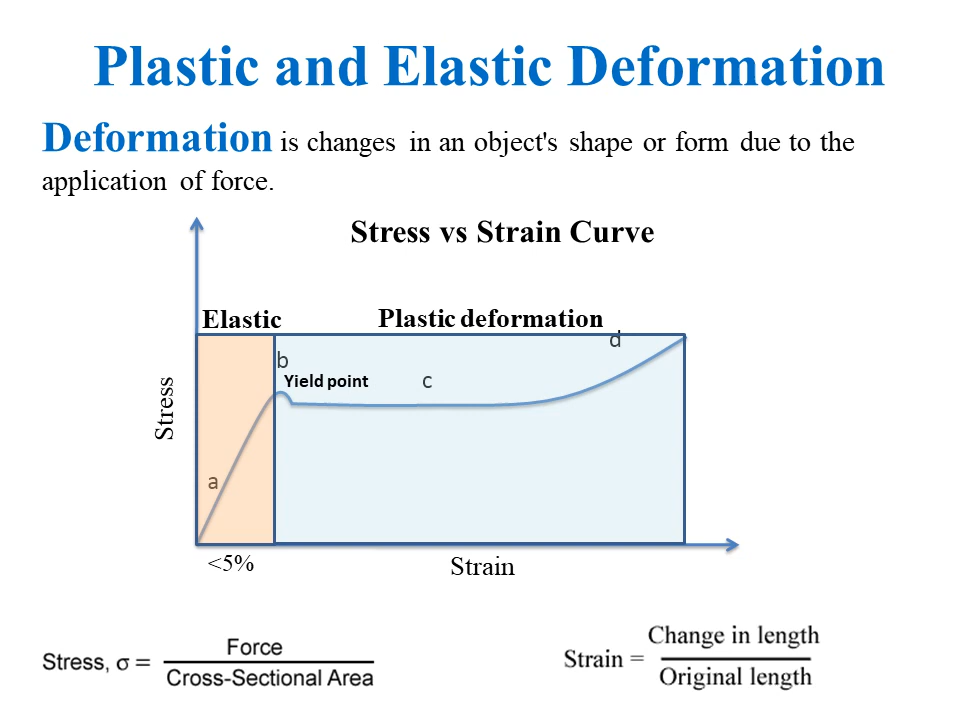 Plastic and Elastic Deformation
Deformation is changes in an object's shape or form due to the
application of force.
Stress vs Strain Curve
Elastic
Plastic deformation
d
b
Yield point
c
Stress
a
<5%
Strain
Stress, σ = Force
Cross-Sectional Area
Strain = Change in length
Original length